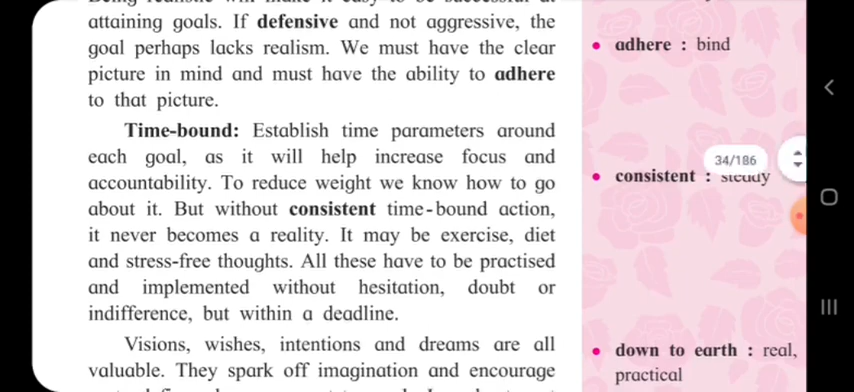 attaining goals. If defensive and not aggressive, the
goal perhaps lacks realism. We must have the clear
picture in mind and must have the ability to adhere
to that picture.
Time-bound: Establish time parameters around
each goal, as it will help increase focus and
accountability. To reduce weight we know how to go
about it. But without consistent time-bound action,
it never becomes a reality. It may be exercise, diet
and stress-free thoughts. All these have to be practised
and implemented without hesitation, doubt or
indifference, but within a deadline.
Visions, wishes, intentions and dreams are all
valuable. They spark off imagination and encourage
• adhere : bind
34/186
• consistent : steady
• down to earth : real,
practical